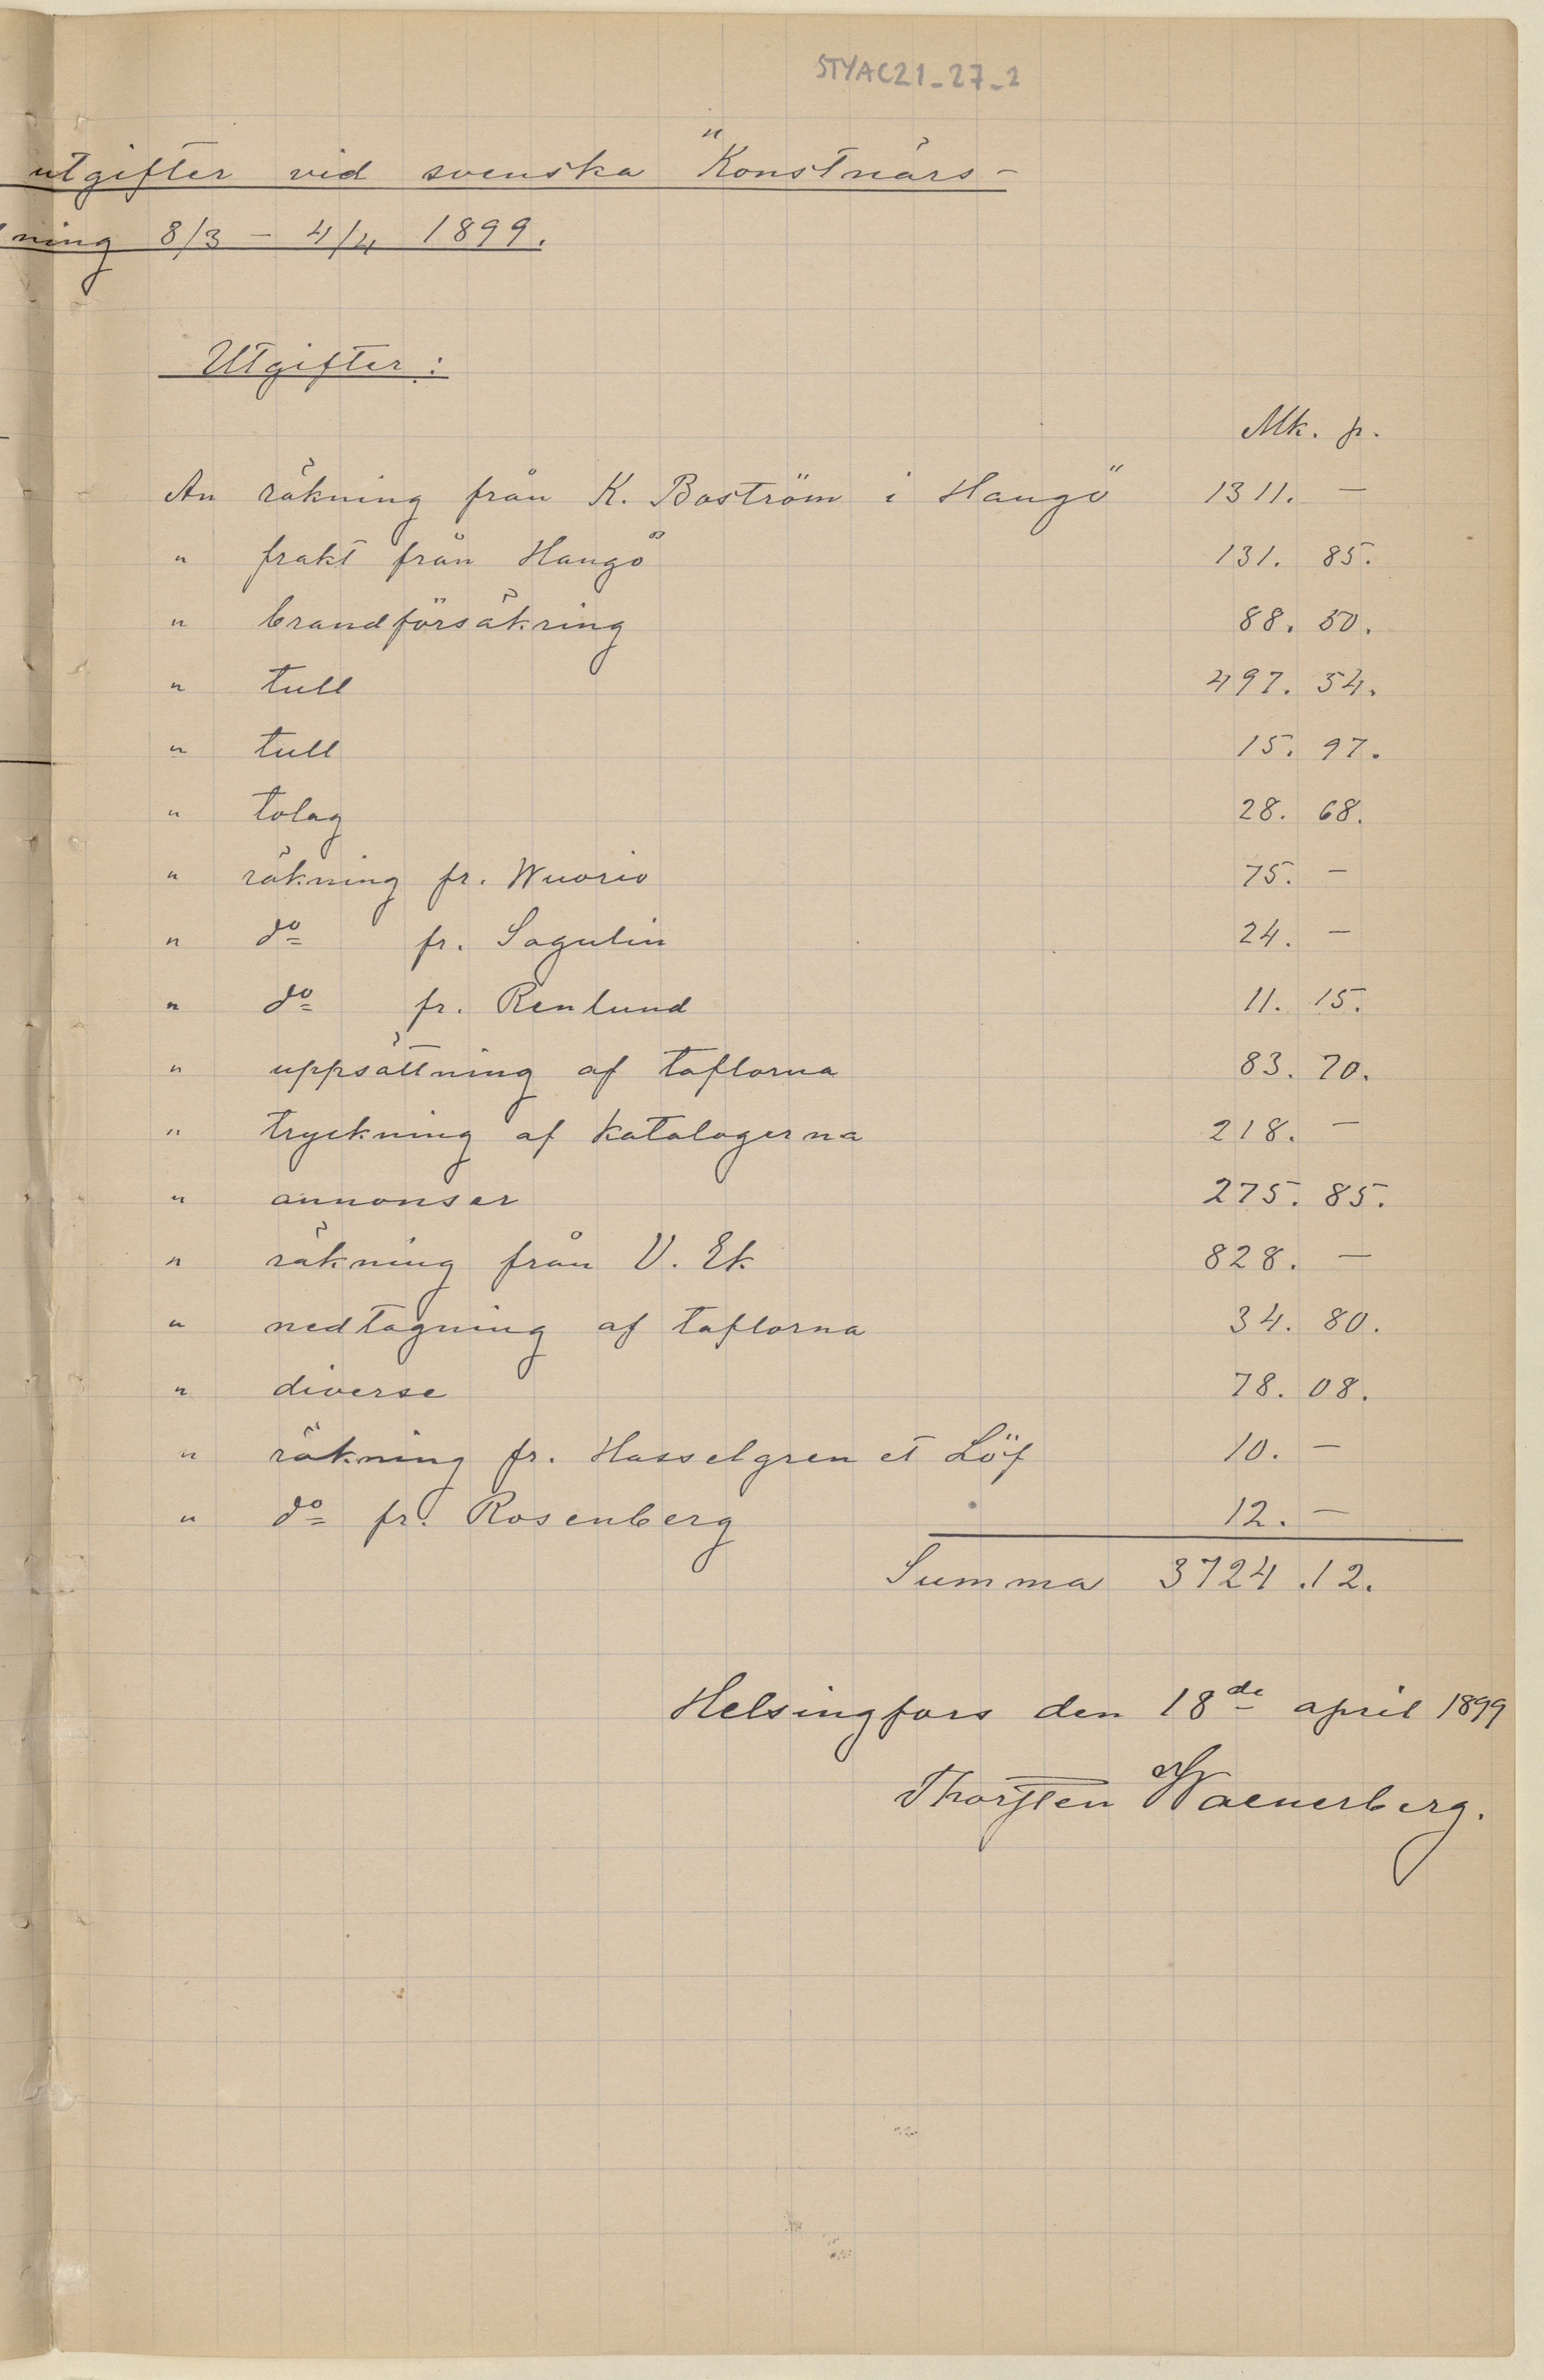 STYAC21_27_2
utgifter vid svenska "Konstnärs-
ning 8/3 – 4/4 1899.
Utgifter:
Mk. p.
An räkning från K. Boström i Hangö 1311. —
" frakt från Hangö 131. 85.
" brandförsäkring 88. 50.
" tull 497. 54.
" tull 15. 97.
" tolag 28. 68.
" räkning fr. Wuorio 75. —
" do fr. Sagulin 24. —
" do fr. Renlund 11. 15.
" uppsättning af taflorna 83. 70.
" tryckning af katalogerna 218. —
" annonser 275. 85.
" räkning från V. Ek 828. —
" nedtagning af taflorna 34. 80.
" diverse 78. 08.
" räkning fr. Hasselgren et Löf 10. —
" do fr. Rosenberg 12. —
Summa 3724.12.
Helsingfors den 18de april 1899
Thorsten Waenerberg.